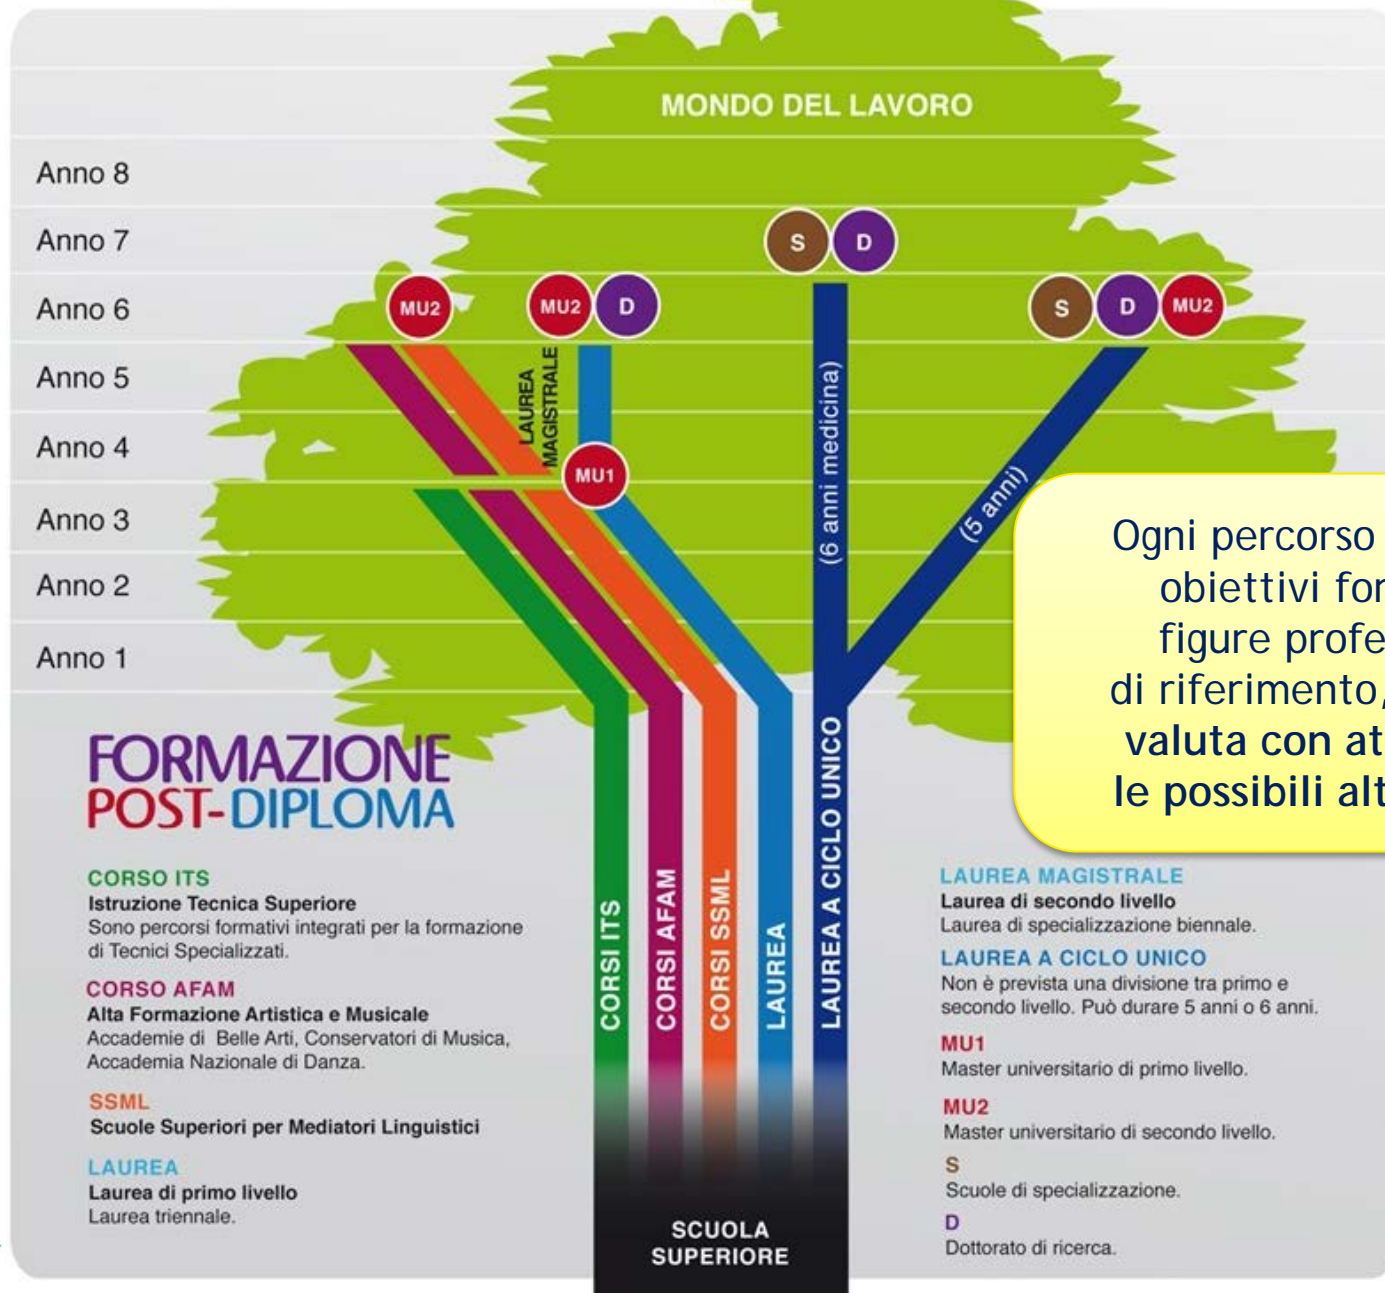 MONDO DEL LAVORO
Anno 8
Anno 7
Anno 6
Anno 5
Anno 4
Anno 3
Anno 2
Anno 1
S
D
MU2
MU2
D
S
D
MU2
LAUREA
MAGISTRALE
MU1
(6 anni medicina)
(5 anni)
Ogni percorso
obiettivi for
figure profe
di riferimento,
valuta con at
le possibili alt
FORMAZIONE
POST-DIPLOMA
CORSO ITS
Istruzione Tecnica Superiore
Sono percorsi formativi integrati per la formazione
di Tecnici Specializzati.
CORSO AFAM
Alta Formazione Artistica e Musicale
Accademie di Belle Arti, Conservatori di Musica,
Accademia Nazionale di Danza.
SSML
Scuole Superiori per Mediatori Linguistici
LAUREA
Laurea di primo livello
Laurea triennale.
CORSI ITS
CORSI AFAM
CORSI SSML
LAUREA
LAUREA A CICLO UNICO
SCUOLA
SUPERIORE
LAUREA MAGISTRALE
Laurea di secondo livello
Laurea di specializzazione biennale.
LAUREA A CICLO UNICO
Non è prevista una divisione tra primo e
secondo livello. Può durare 5 anni o 6 anni.
MU1
Master universitario di primo livello.
MU2
Master universitario di secondo livello.
S
Scuole di specializzazione.
D
Dottorato di ricerca.